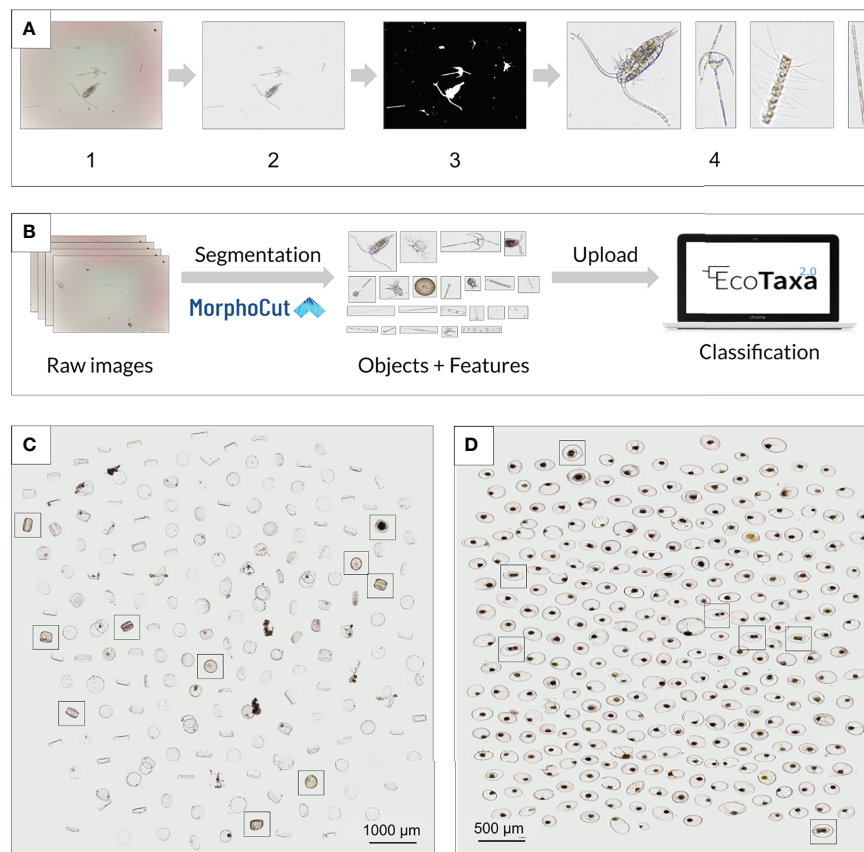 A
1
2
3
4
B
Segmentation
MorphoCut
Upload
EcoTaxa
2.0
chrome
Raw images
Objects + Features
Classification
C
D
1000 µm
500 µm